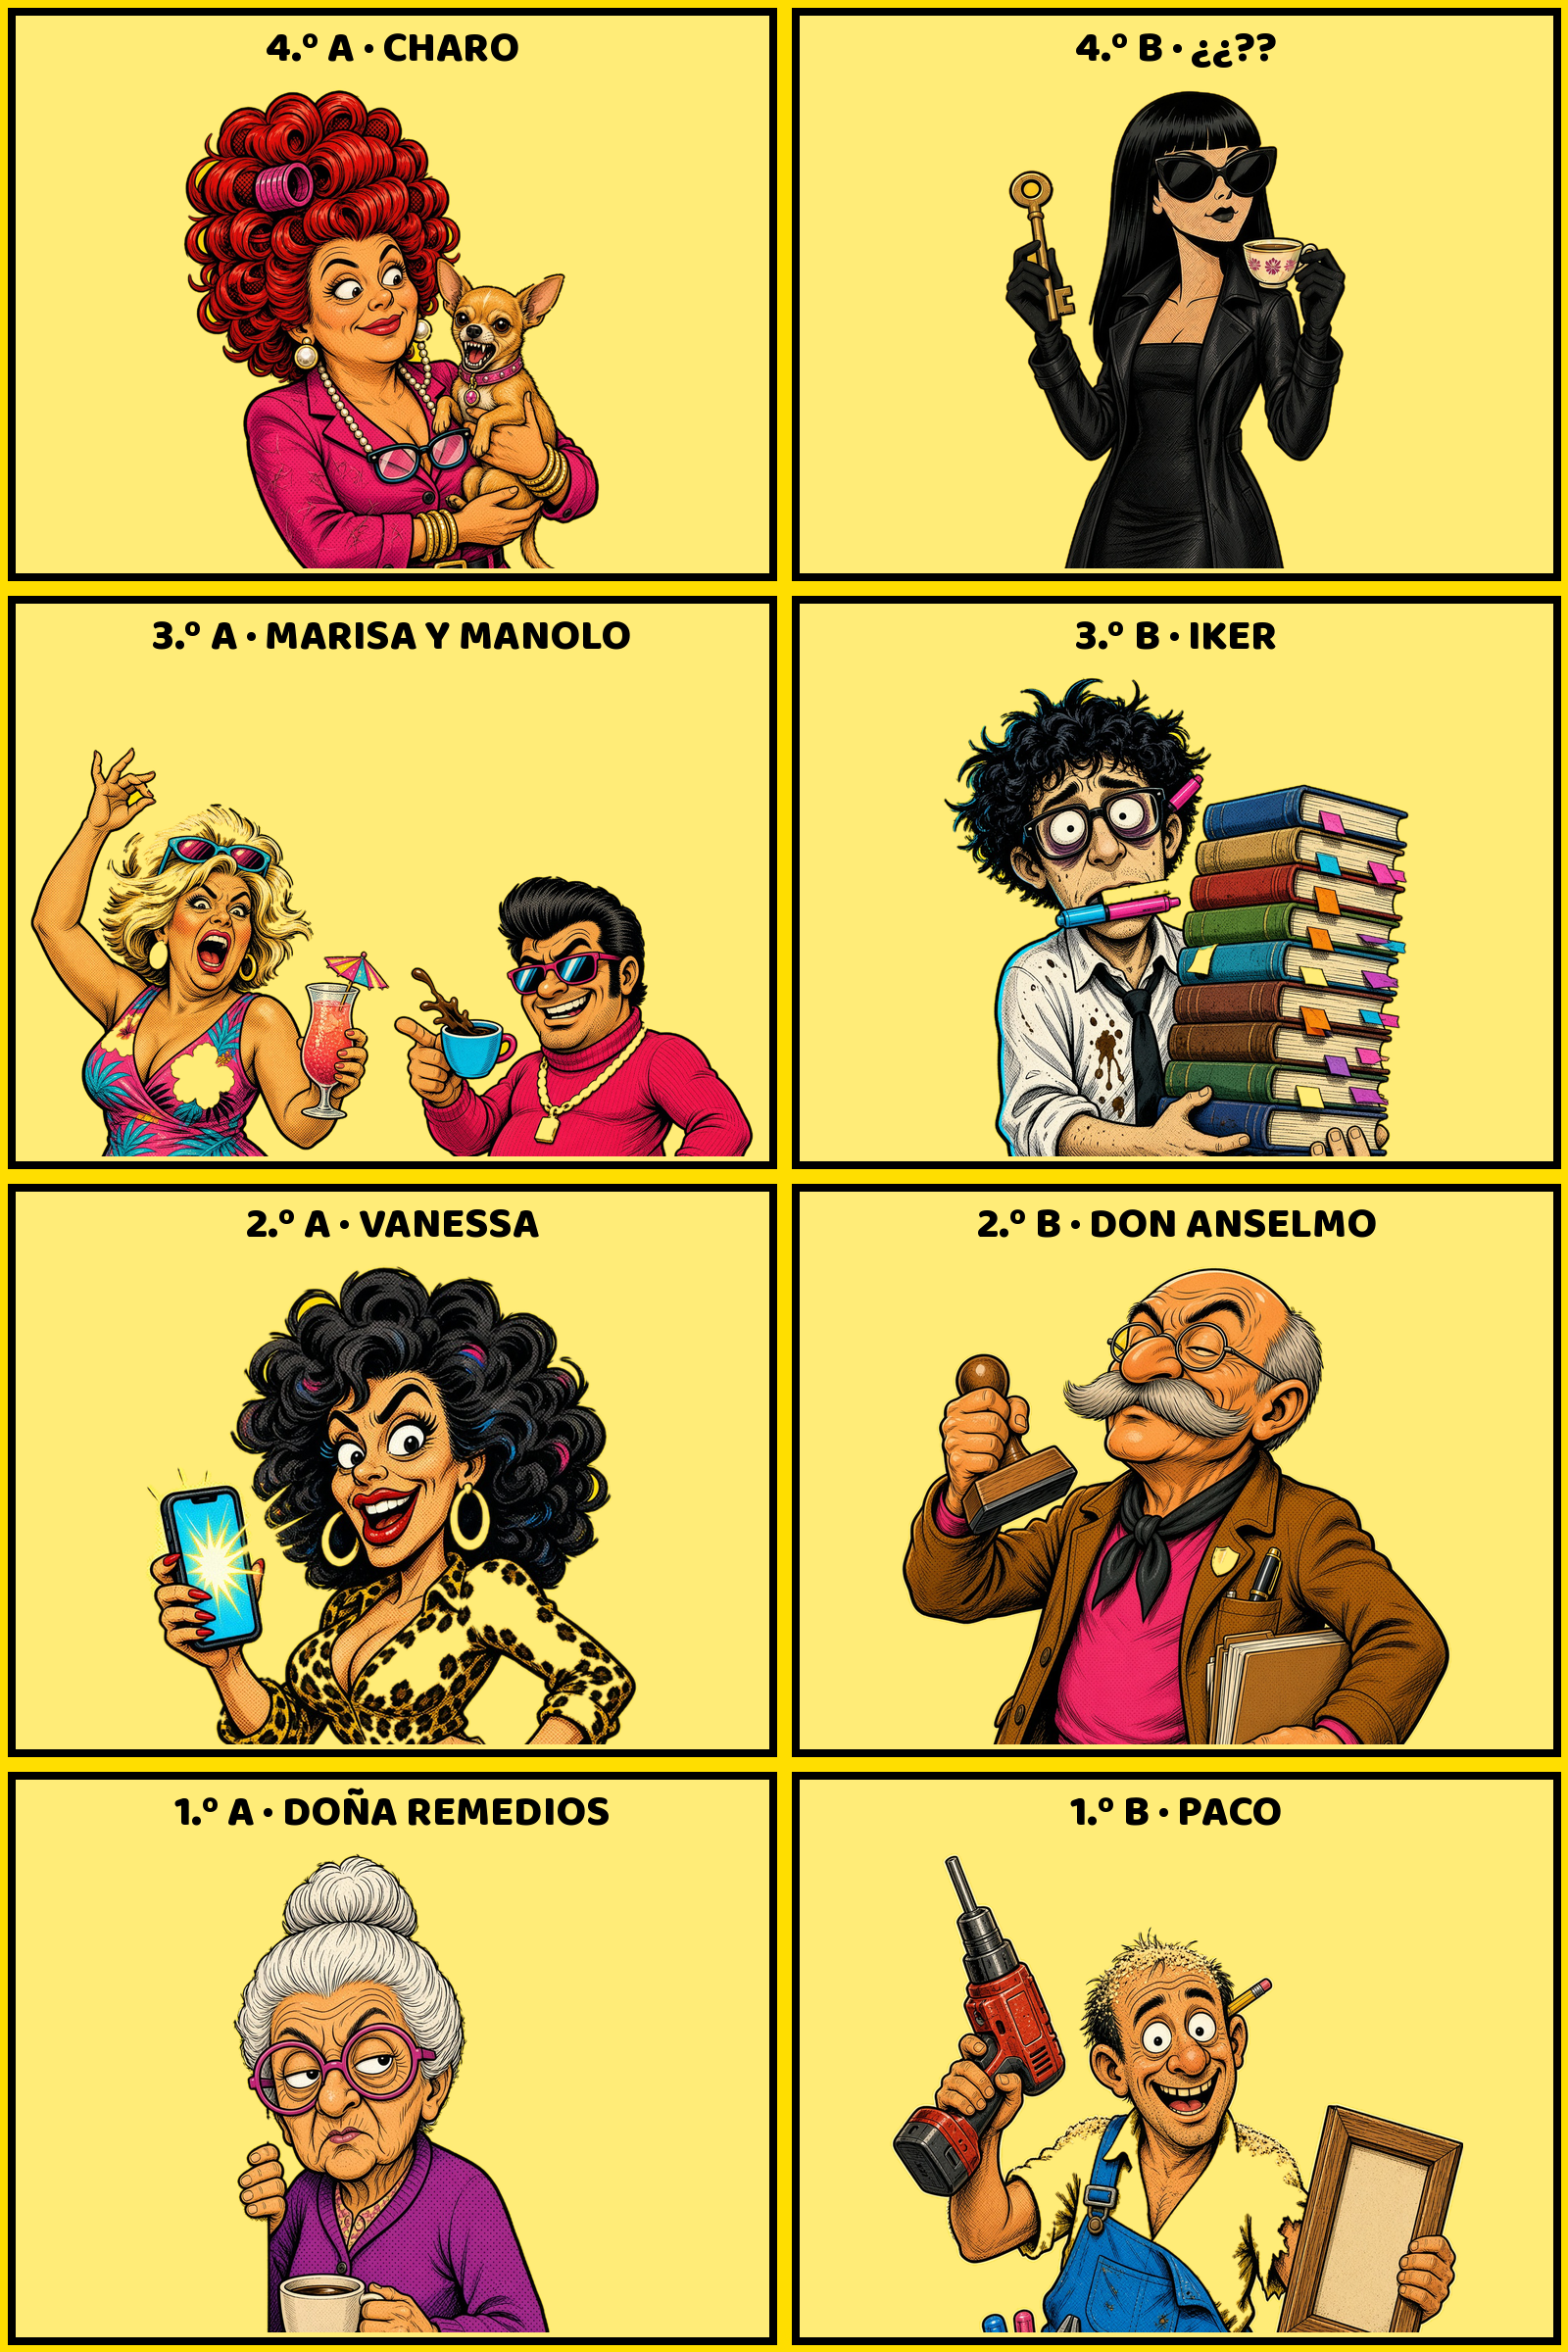 4.º A · CHARO
4.º B · ¿¿??
3.º A · MARISA Y MANOLO
3.º B · IKER
2.º A · VANESSA
2.º B · DON ANSELMO
1.º A · DOÑA REMEDIOS
1.º B · PACO